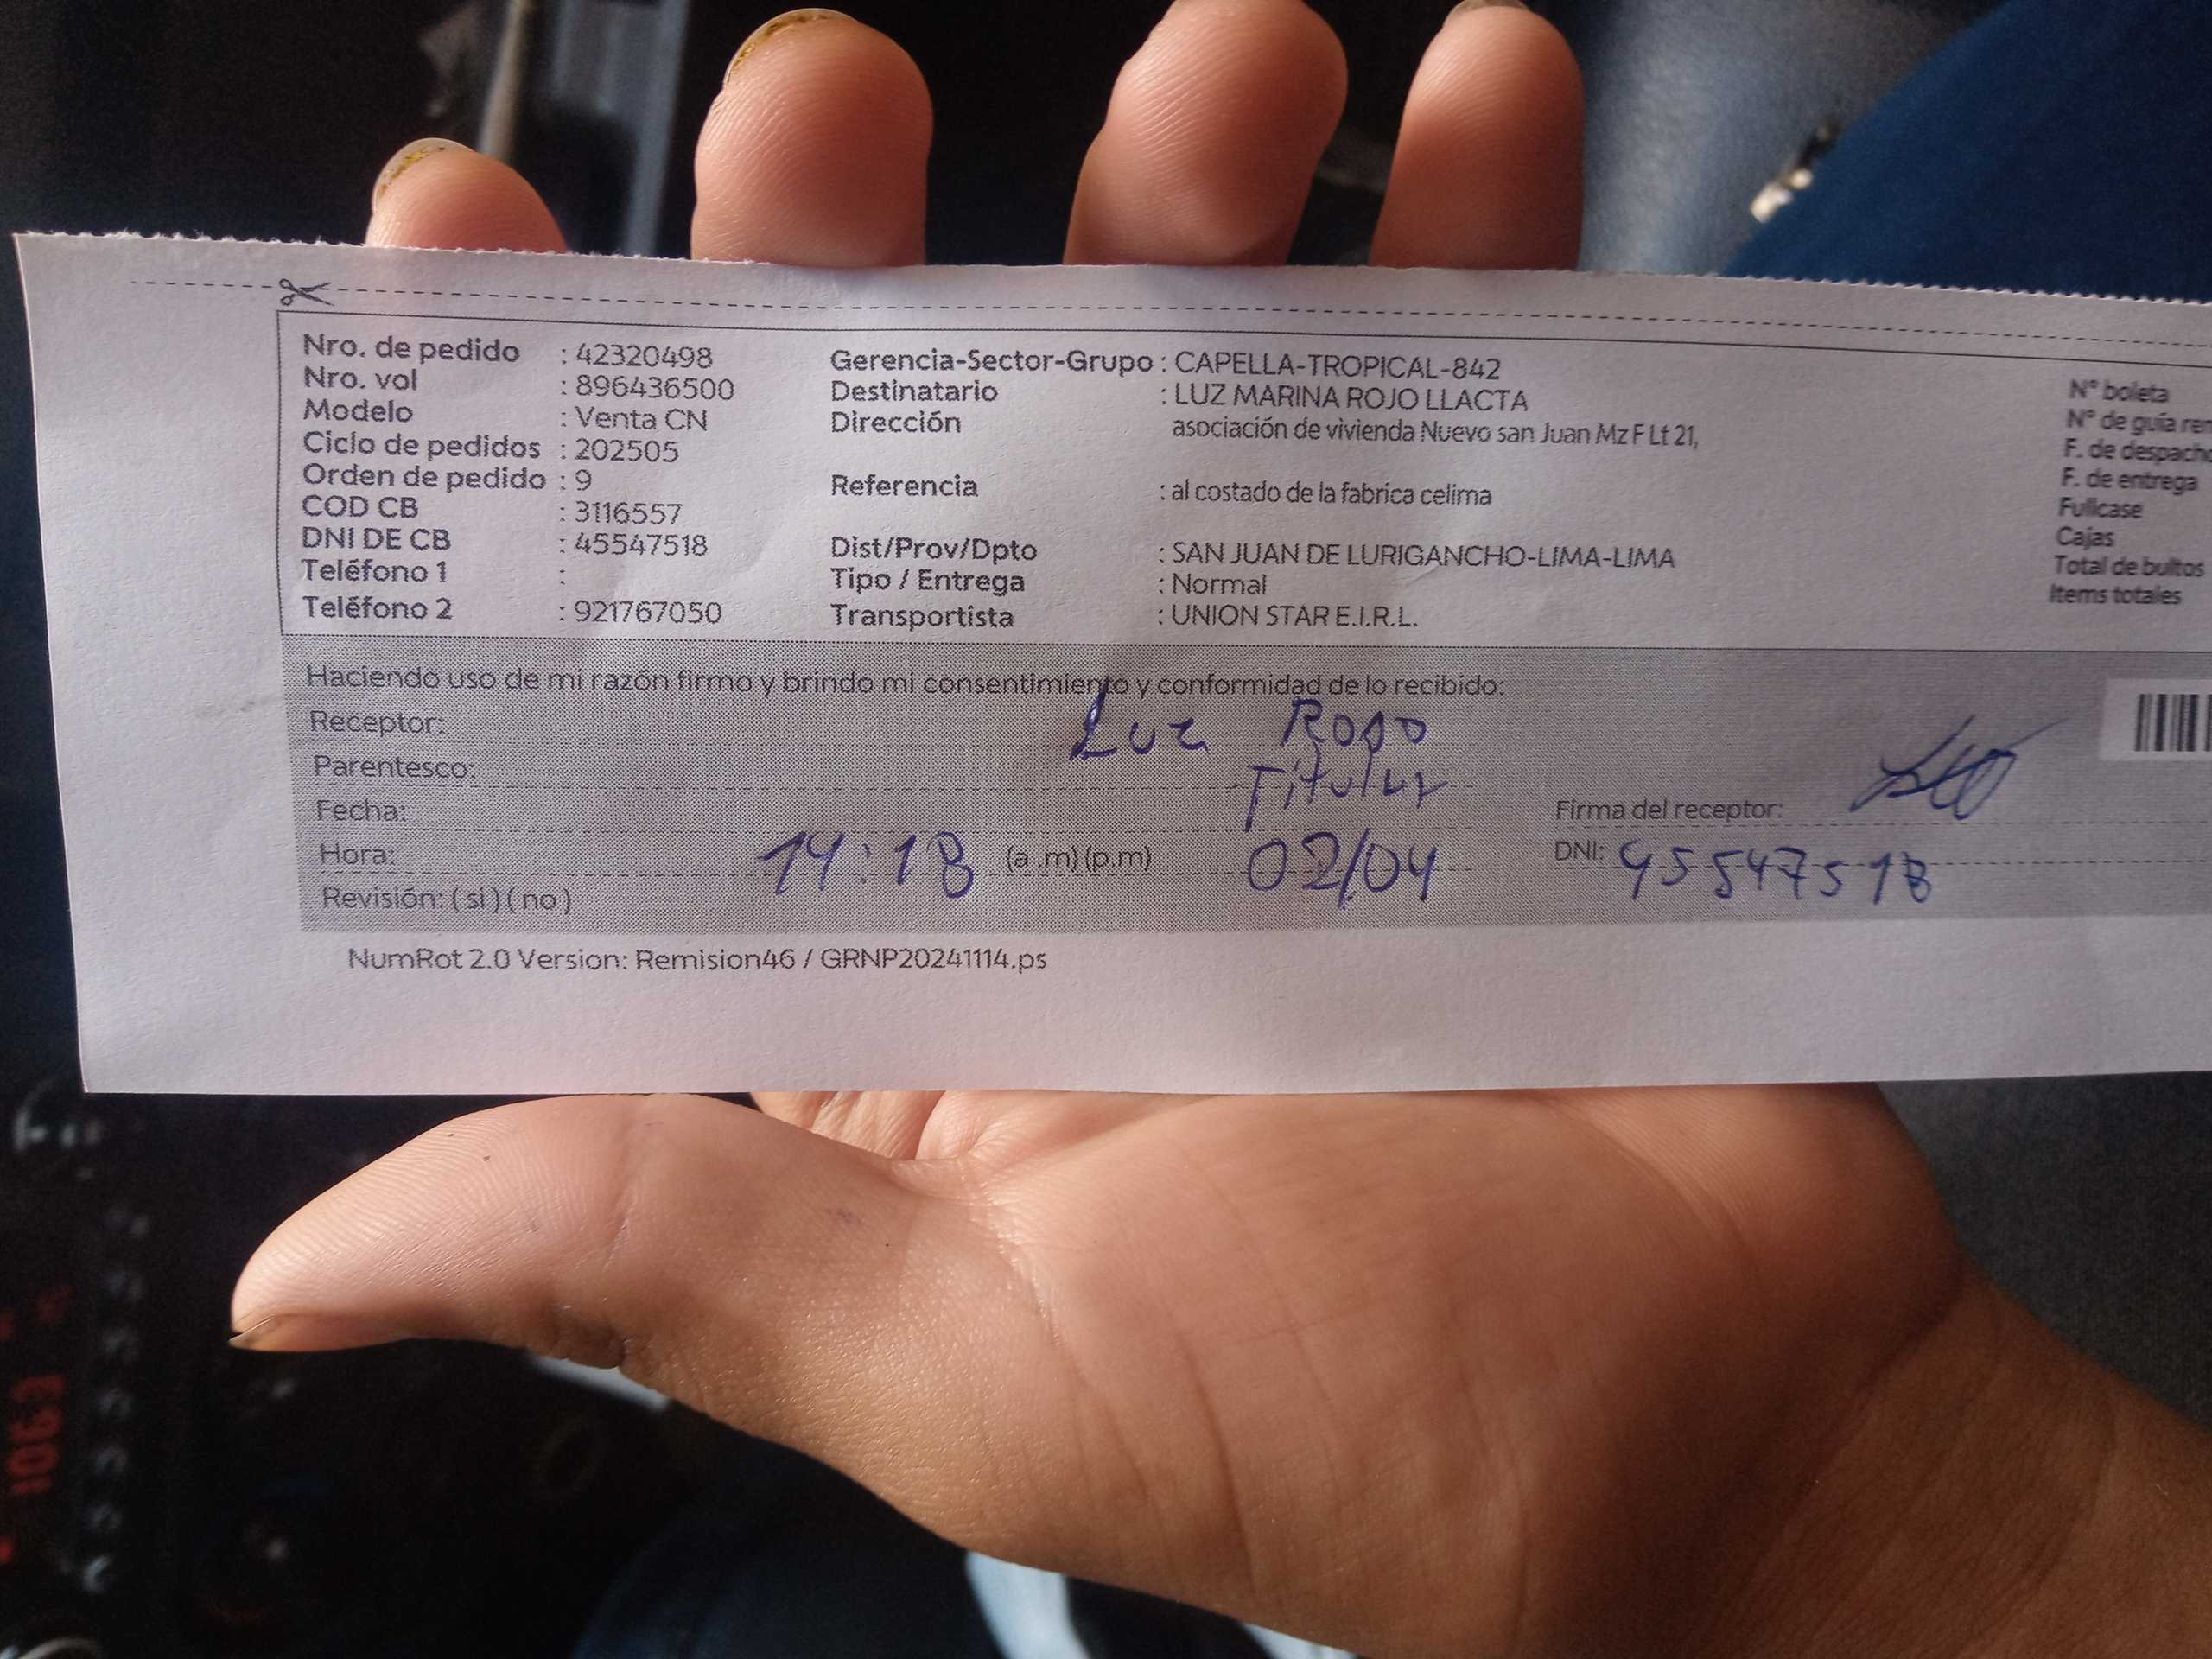 Nro. de pedido : 42320498
Nro. vol : 896436500
Modelo : Venta CN
Ciclo de pedidos : 202505
Orden de pedido : 9
COD CB : 3116557
DNI DE CB : 45547518
Teléfono 1 :
Teléfono 2 : 921767050
Gerencia-Sector-Grupo : CAPELLA-TROPICAL-842
Destinatario : LUZ MARINA ROJO LLACTA
Dirección asociación de vivienda Nuevo san Juan Mz F Lt 21,
Referencia : al costado de la fabrica celima
Dist/Prov/Dpto : SAN JUAN DE LURIGANCHO-LIMA-LIMA
Tipo / Entrega : Normal
Transportista : UNION STAR E.I.R.L.
N° boleta
N° de guía rem
F. de despacho
F. de entrega
Fullcase
Cajas
Total de bultos
Items totales
Haciendo uso de mi razón firmo y brindo mi consentimiento y conformidad de lo recibido:
Receptor: Luz Rojo
Parentesco: Titular
Fecha:
Firma del receptor:
Hora: 14:18 (a .m) (p.m) 02/04
DNI: 45547518
Revisión: ( si ) ( no )
NumRot 2.0 Version: Remision46 / GRNP20241114.ps
1063